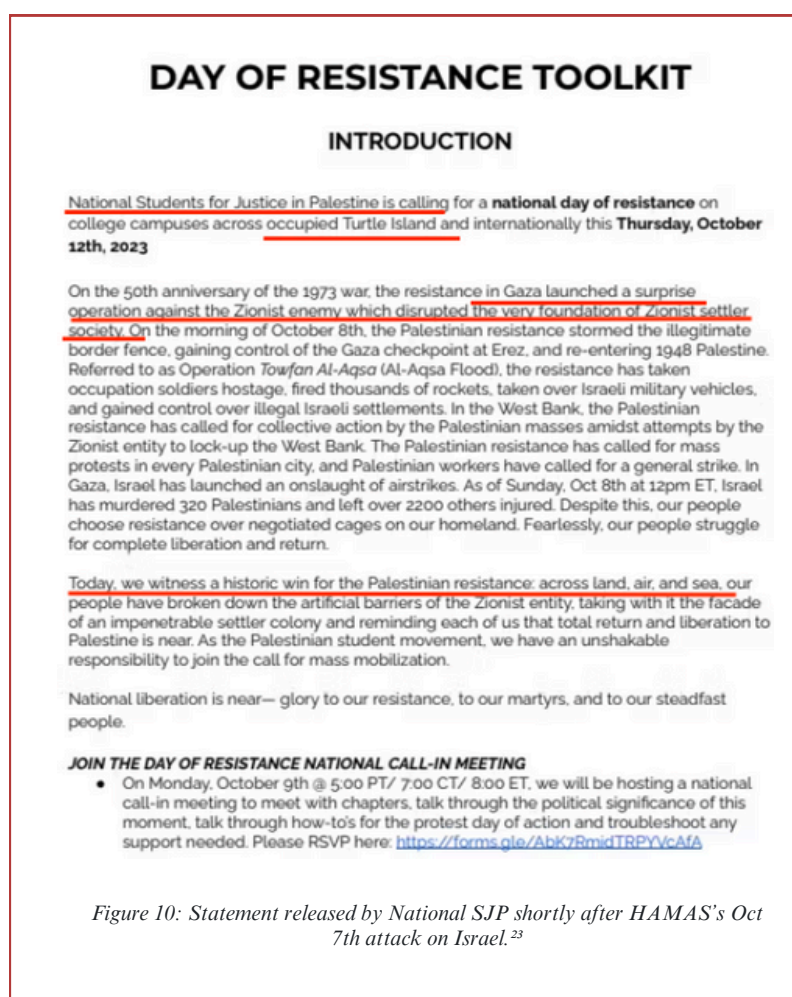 DAY OF RESISTANCE TOOLKIT
INTRODUCTION
National Students for Justice in Palestine is calling for a national day of resistance on
college campuses across occupied Turtle Island and internationally this Thursday, October
12th, 2023
On the 50th anniversary of the 1973 war, the resistance in Gaza launched a surprise
operation against the Zionist enemy which disrupted the very foundation of Zionist settler
society. On the morning of October 8th, the Palestinian resistance stormed the illegitimate
border fence, gaining control of the Gaza checkpoint at Erez, and re-entering 1948 Palestine.
Referred to as Operation Towfan Al-Aqsa (Al-Aqsa Flood), the resistance has taken
occupation soldiers hostage, fired thousands of rockets, taken over Israeli military vehicles,
and gained control over illegal Israeli settlements. In the West Bank, the Palestinian
resistance has called for collective action by the Palestinian masses amidst attempts by the
Zionist entity to lock-up the West Bank. The Palestinian resistance has called for mass
protests in every Palestinian city, and Palestinian workers have called for a general strike. In
Gaza, Israel has launched an onslaught of airstrikes. As of Sunday, Oct 8th at 12pm ET, Israel
has murdered 320 Palestinians and left over 2200 others injured. Despite this, our people
choose resistance over negotiated cages on our homeland. Fearlessly, our people struggle
for complete liberation and return.
Today, we witness a historic win for the Palestinian resistance: across land, air, and sea, our
people have broken down the artificial barriers of the Zionist entity, taking with it the facade
of an impenetrable settler colony and reminding each of us that total return and liberation to
Palestine is near. As the Palestinian student movement, we have an unshakable
responsibility to join the call for mass mobilization.
National liberation is near— glory to our resistance, to our martyrs, and to our steadfast
people.
JOIN THE DAY OF RESISTANCE NATIONAL CALL-IN MEETING
• On Monday, October 9th @ 5:00 PT/ 7:00 CT/ 8:00 ET, we will be hosting a national
call-in meeting to meet with chapters, talk through the political significance of this
moment, talk through how-to's for the protest day of action and troubleshoot any
support needed. Please RSVP here: https://forms.gle/AbK7RmidTRPYVcAfA
Figure 10: Statement released by National SJP shortly after HAMAS's Oct
7th attack on Israel.²³